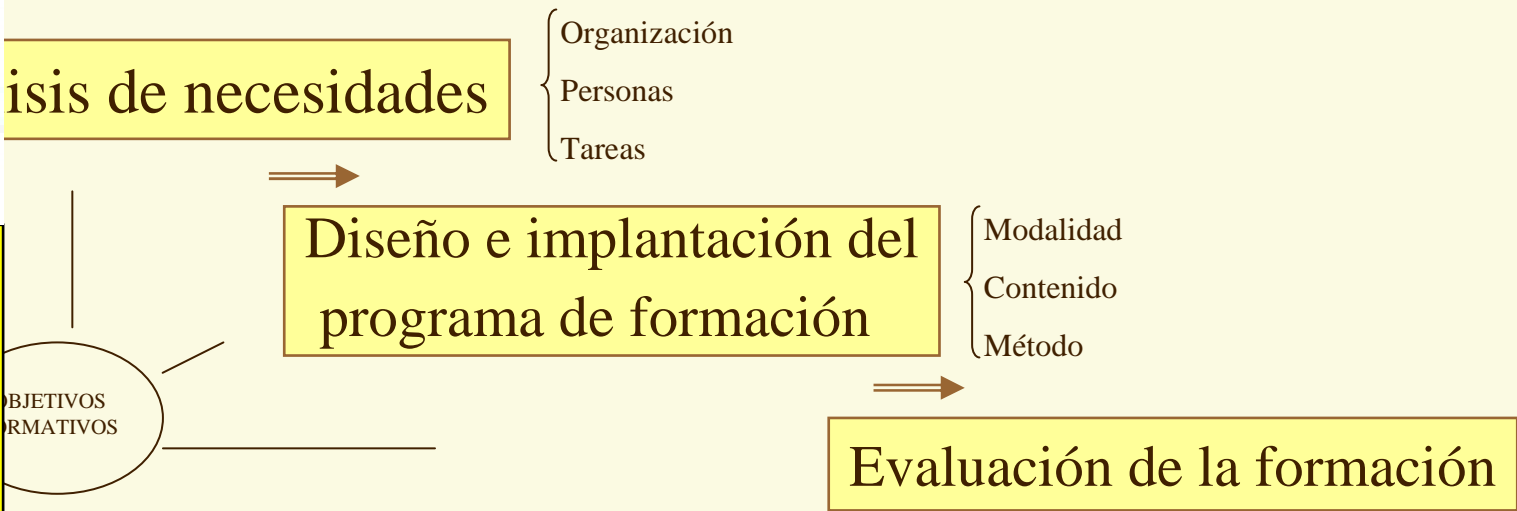 Organización
isis de necesidades
Personas
Tareas
Diseño e implantación del
programa de formación
Modalidad
Contenido
Método
BJETIVOS
RMATIVOS
Evaluación de la formación